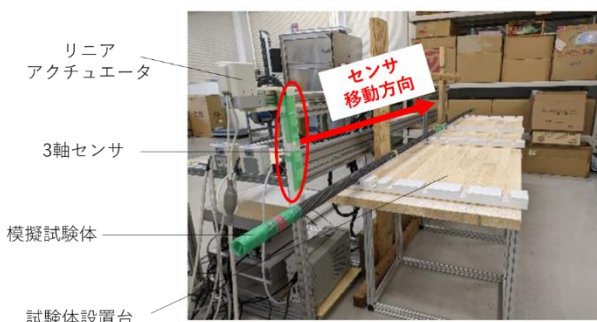 リニア
アクチュエータ
センサ
移動方向
3軸センサ
模擬試験体
試験体設置台